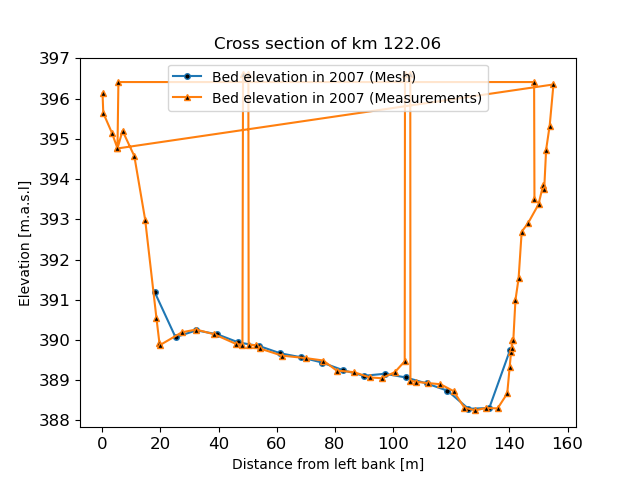 Cross section of km 122.06
Bed elevation in 2007 (Mesh)
Bed elevation in 2007 (Measurements)
397
396
395
394
393
392
391
390
389
388
Elevation [m.a.s.l]
0 20 40 60 80 100 120 140 160
Distance from left bank [m]